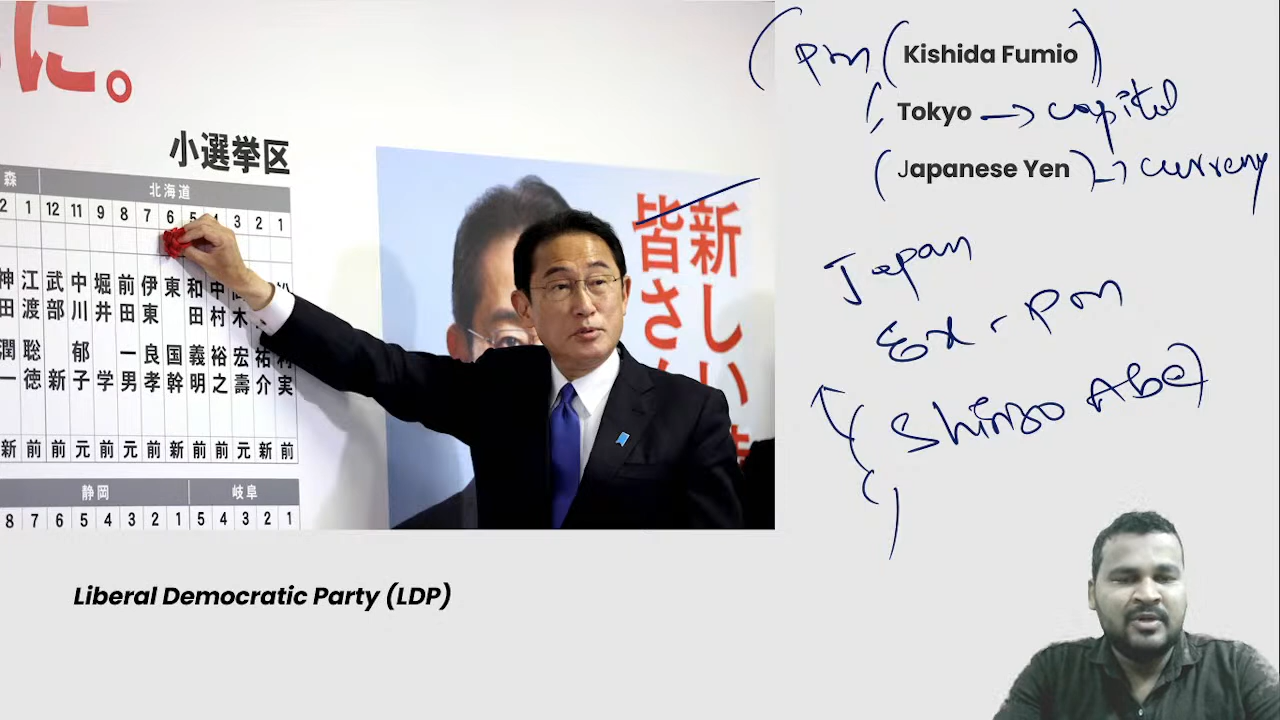 に。
小選挙区
森 北海道
2 1 12 11 9 8 7 6 5 4 3 2 1
神 江 武 中 堀 前 伊 東 和 中
田 渡 部 川 井 田 東 田 村 木
潤 聡 郁 一 良 国 義 裕 宏 祐
一 徳 新 子 学 男 孝 幹 明 之 壽 介 実
新 前 前 元 前 元 前 新 前 前 元 新 前
静岡 岐阜
8 7 6 5 4 3 2 1 5 4 3 2 1
新しい
皆さ
(PM (Kishida Fumio)
(Tokyo → capitol
(Japanese Yen) → currency
Japan
Ex - PM
(Shinzo Abe)
Liberal Democratic Party (LDP)